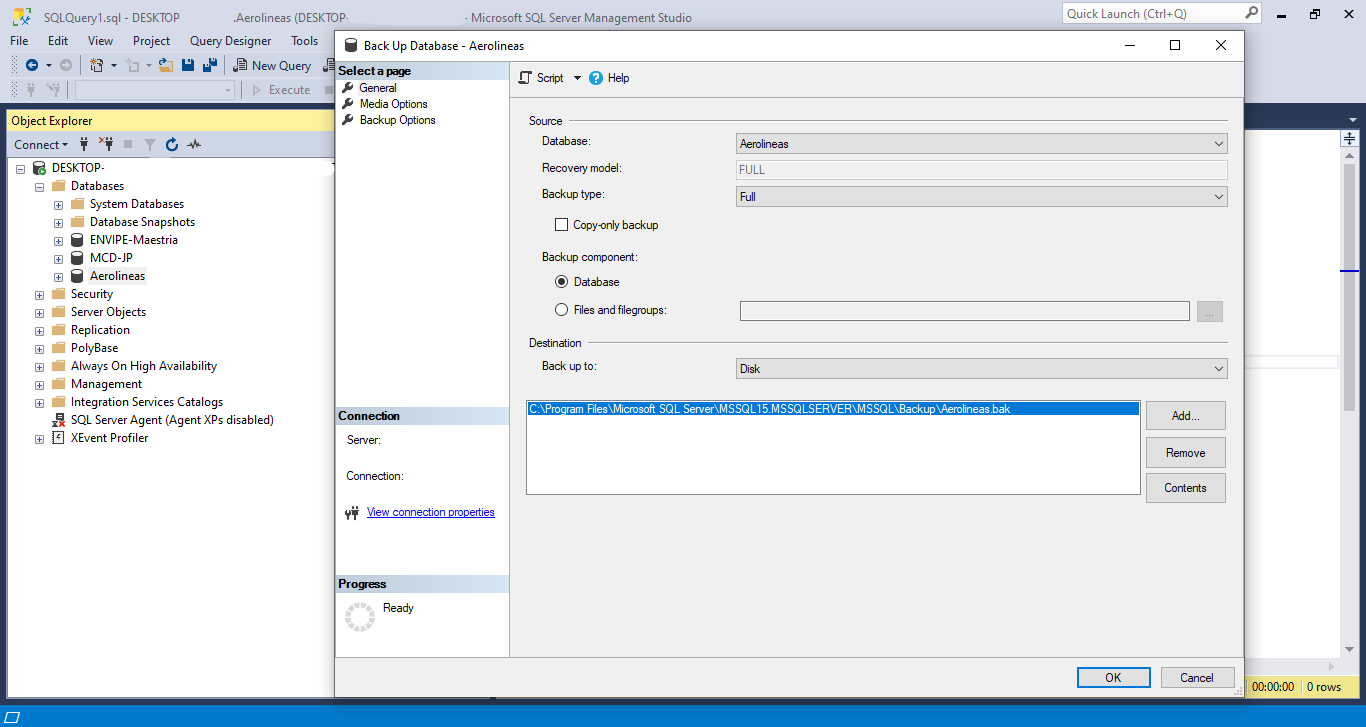 SQLQuery1.sql - DESKTOP .Aerolineas (DESKTOP- - Microsoft SQL Server Management Studio
Quick Launch (Ctrl+Q)
File Edit View Project Query Designer Tools
New Query
Execute
Object Explorer
Connect
DESKTOP-
Databases
System Databases
Database Snapshots
ENVIPE-Maestria
MCD-JP
Aerolineas
Security
Server Objects
Replication
PolyBase
Always On High Availability
Management
Integration Services Catalogs
SQL Server Agent (Agent XPs disabled)
XEvent Profiler
Back Up Database - Aerolineas
Select a page
General
Media Options
Backup Options
Connection
Server:
Connection:
View connection properties
Progress
Ready
Script Help
Source
Database: Aerolineas
Recovery model: FULL
Backup type: Full
Copy-only backup
Backup component:
Database
Files and filegroups:
...
Destination
Back up to: Disk
C:\Program Files\Microsoft SQL Server\MSSQL15.MSSQLSERVER\MSSQL\Backup\Aerolineas.bak
Add...
Remove
Contents
OK Cancel
00:00:00 0 rows